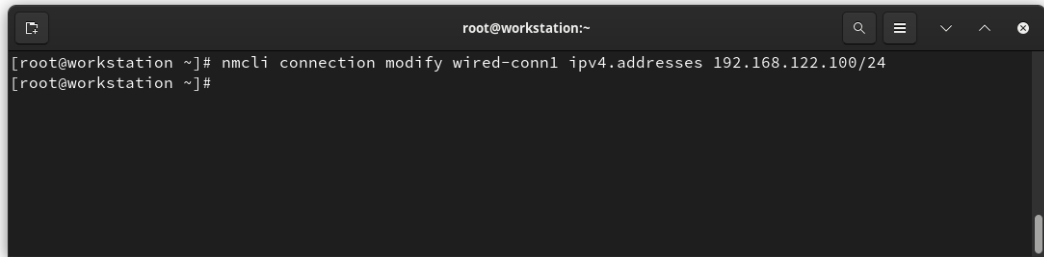 root@workstation:~
[root@workstation ~]# nmcli connection modify wired-conn1 ipv4.addresses 192.168.122.100/24
[root@workstation ~]#